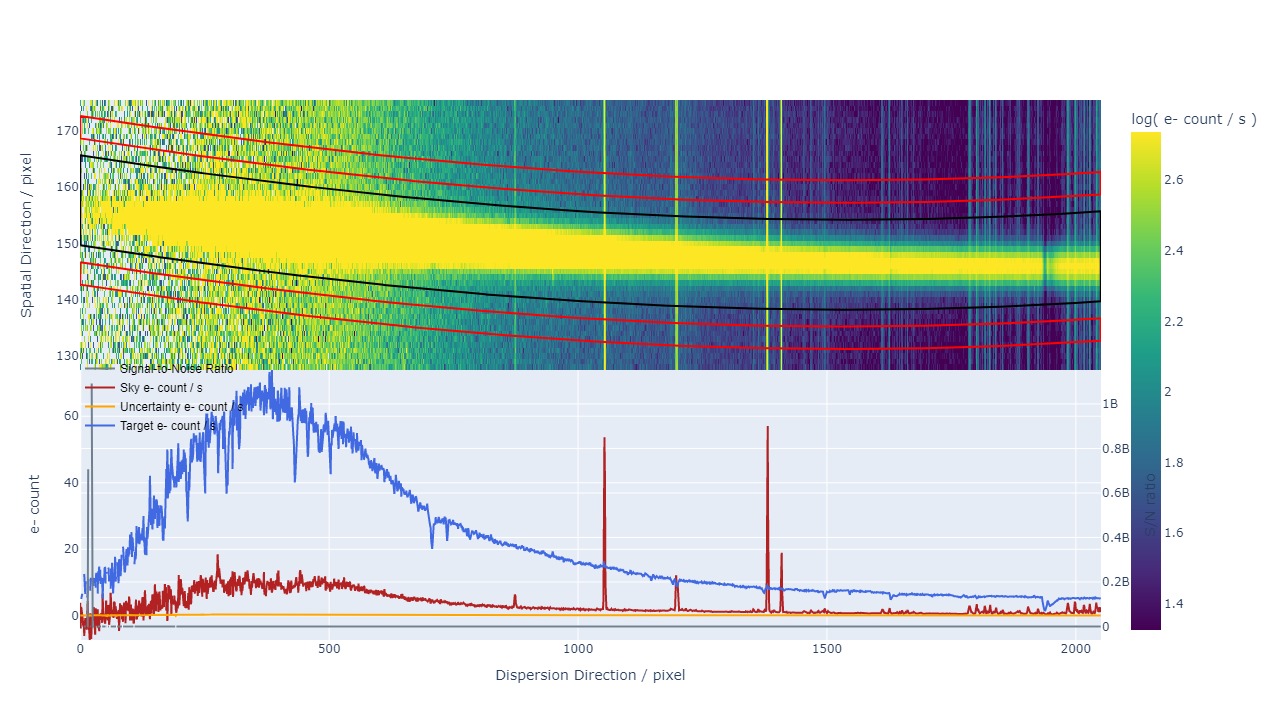 log( e- count / s )
170
160
150
140
130
Spatial Direction / pixel
2.6
2.4
2.2
2
1.8
1.6
1.4
Signal-to-Noise Ratio
Sky e- count / s
Uncertainty e- count / s
Target e- count / s
60
40
20
0
e- count
1B
0.8B
0.6B
0.4B
0.2B
0
S/N ratio
0
500
1000
1500
2000
Dispersion Direction / pixel